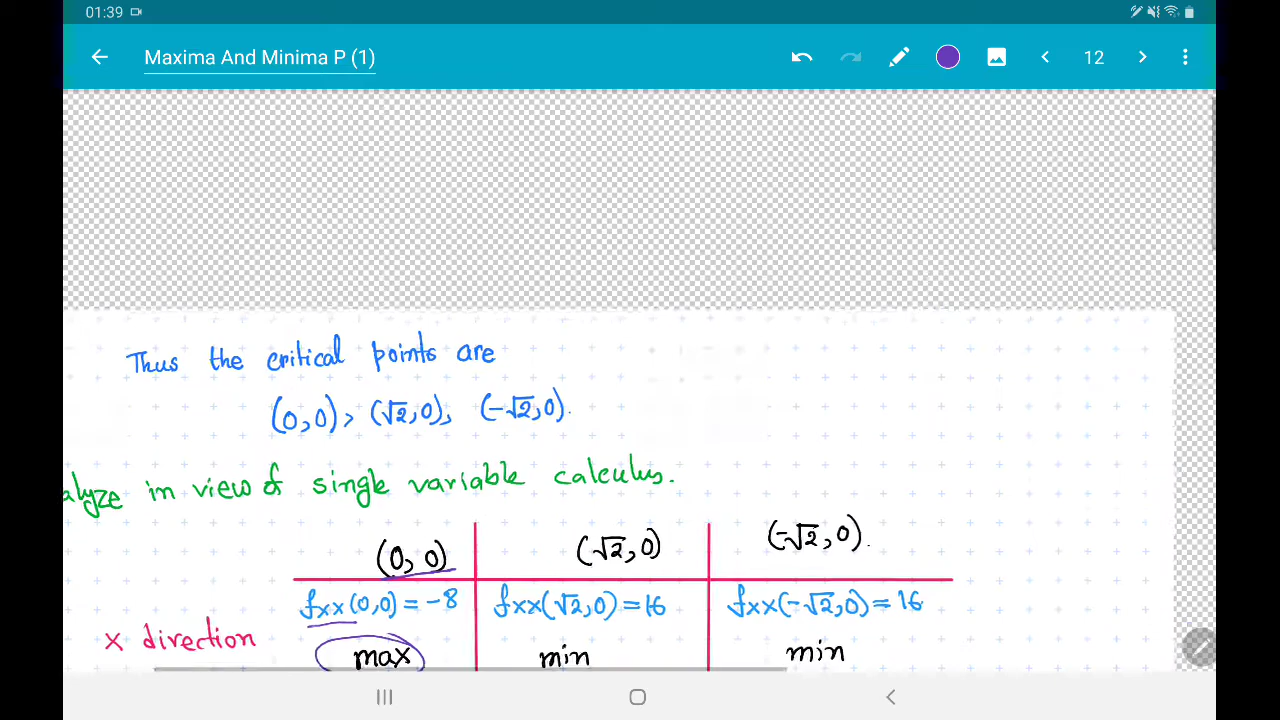 01:39
Maxima And Minima P (1)
12
Thus the critical points are
(0,0), (√2,0), (-√2,0).
alyze in view of single variable calculus.
(0, 0) (√2, 0) (-√2, 0).
fxx(0,0) = -8 fxx(√2,0) = 16 fxx(-√2,0) = 16
x direction
max min min